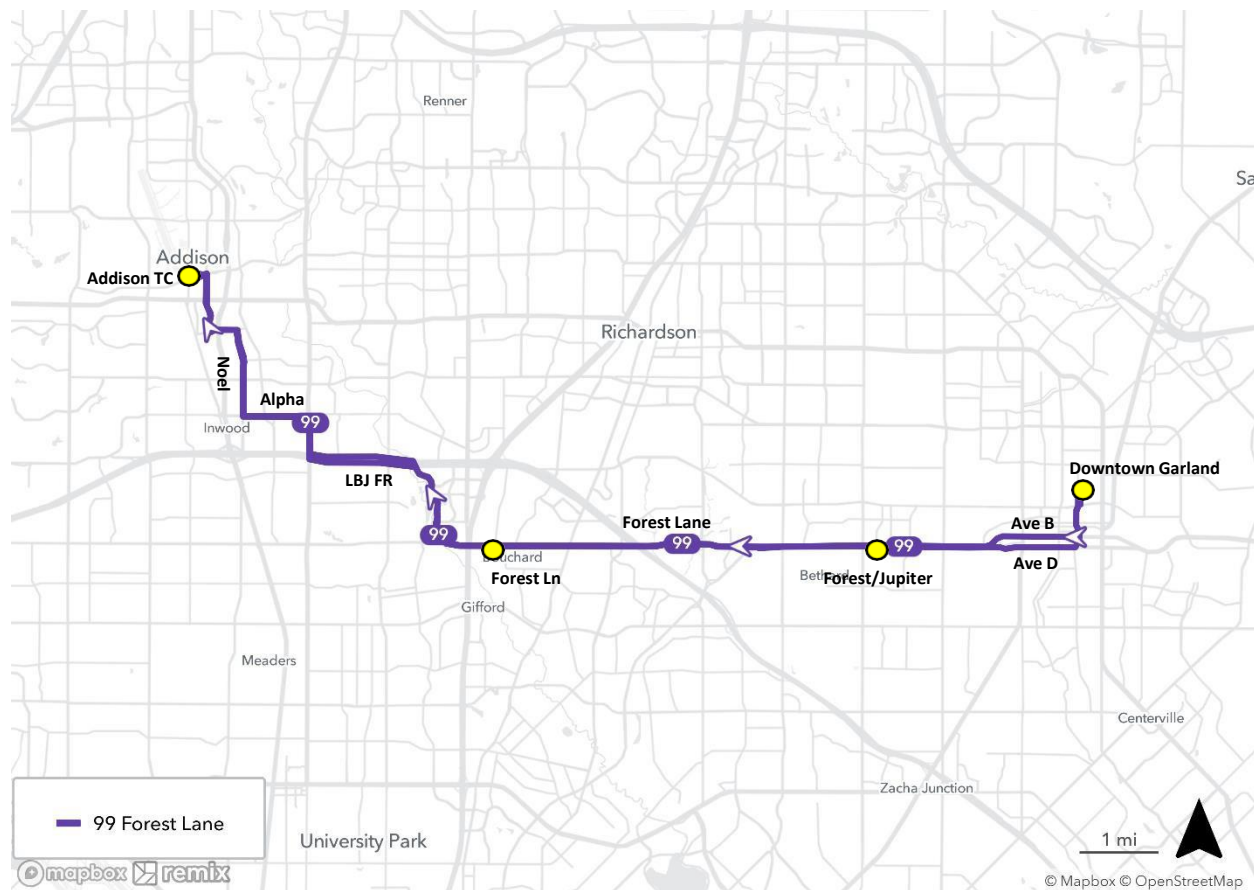 Renner
Sa
Addison
Addison TC
Richardson
Noel
Alpha
99
Inwood
LBJ FR
Downtown Garland
99
Forest Lane
99
99
Ave B
Ave D
Bouchard
Forest Ln
Forest/Jupiter
Gifford
Meaders
Centerville
Zacha Junction
99 Forest Lane
University Park
1 mi
mapbox remix
© Mapbox © OpenStreetMap